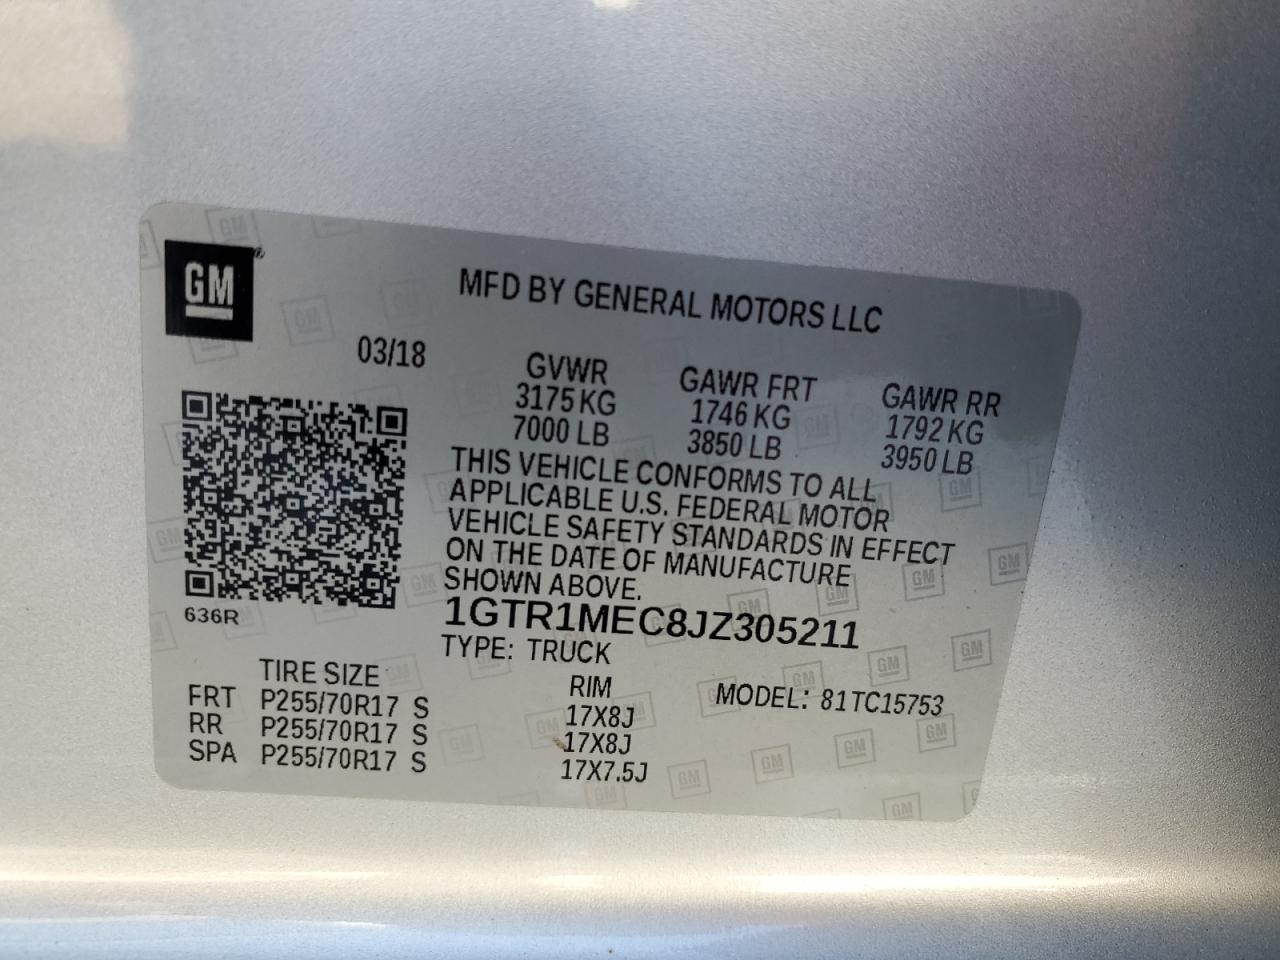 GM
MFD BY GENERAL MOTORS LLC
03/18
GVWR GAWR FRT GAWR RR
3175 KG 1746 KG 1792 KG
7000 LB 3850 LB 3950 LB
THIS VEHICLE CONFORMS TO ALL
APPLICABLE U.S. FEDERAL MOTOR
VEHICLE SAFETY STANDARDS IN EFFECT
ON THE DATE OF MANUFACTURE
SHOWN ABOVE.
636R
1GTR1MEC8JZ305211
TYPE: TRUCK
MODEL: 81TC15753
TIRE SIZE RIM
FRT P255/70R17 S 17X8J
RR P255/70R17 S 17X8J
SPA P255/70R17 S 17X7.5J